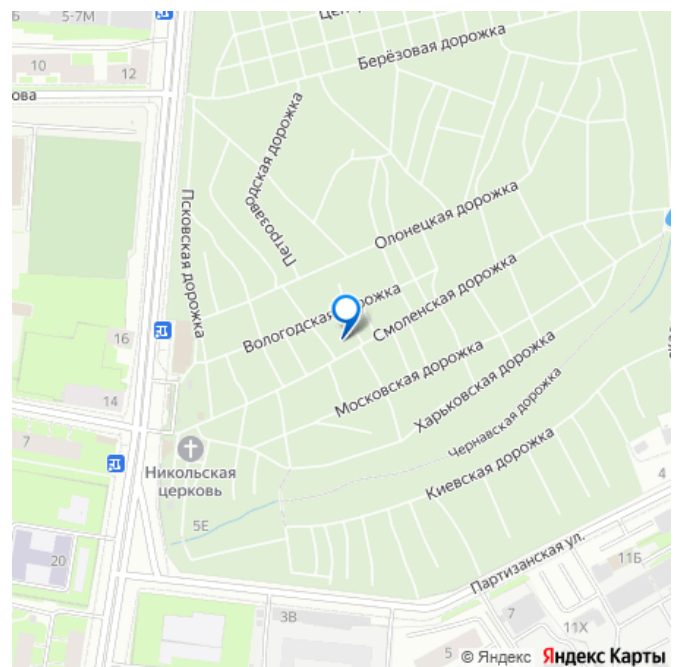 5-7М
10
12
ова
Берёзовая дорожка
Петрозаводская дорожка
Псковская дорожка
Олонецкая дорожка
Вологодская дорожка
Смоленская дорожка
16
14
Московская дорожка
Харьковская дорожка
Чернавская дорожка
7
Никольская
церковь
Киевская дорожка
5Е
20
4
Партизанская ул.
11Б
3В
7
11Х
5
© Яндекс Яндекс Карты